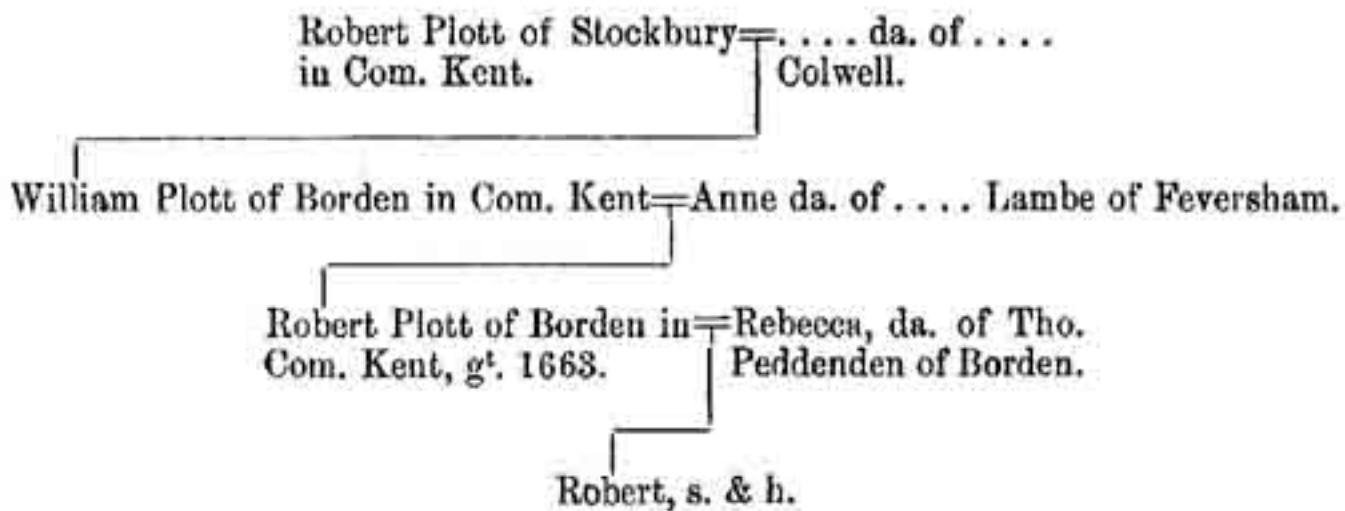 Robert Plott of Stockbury=. . . . da. of . . . .
in Com. Kent. Colwell.
William Plott of Borden in Com. Kent=Anne da. of . . . . Lambe of Feversham.
Robert Plott of Borden in=Rebecca, da. of Tho.
Com. Kent, gᵗ. 1663. Peddenden of Borden.
Robert, s. & h.